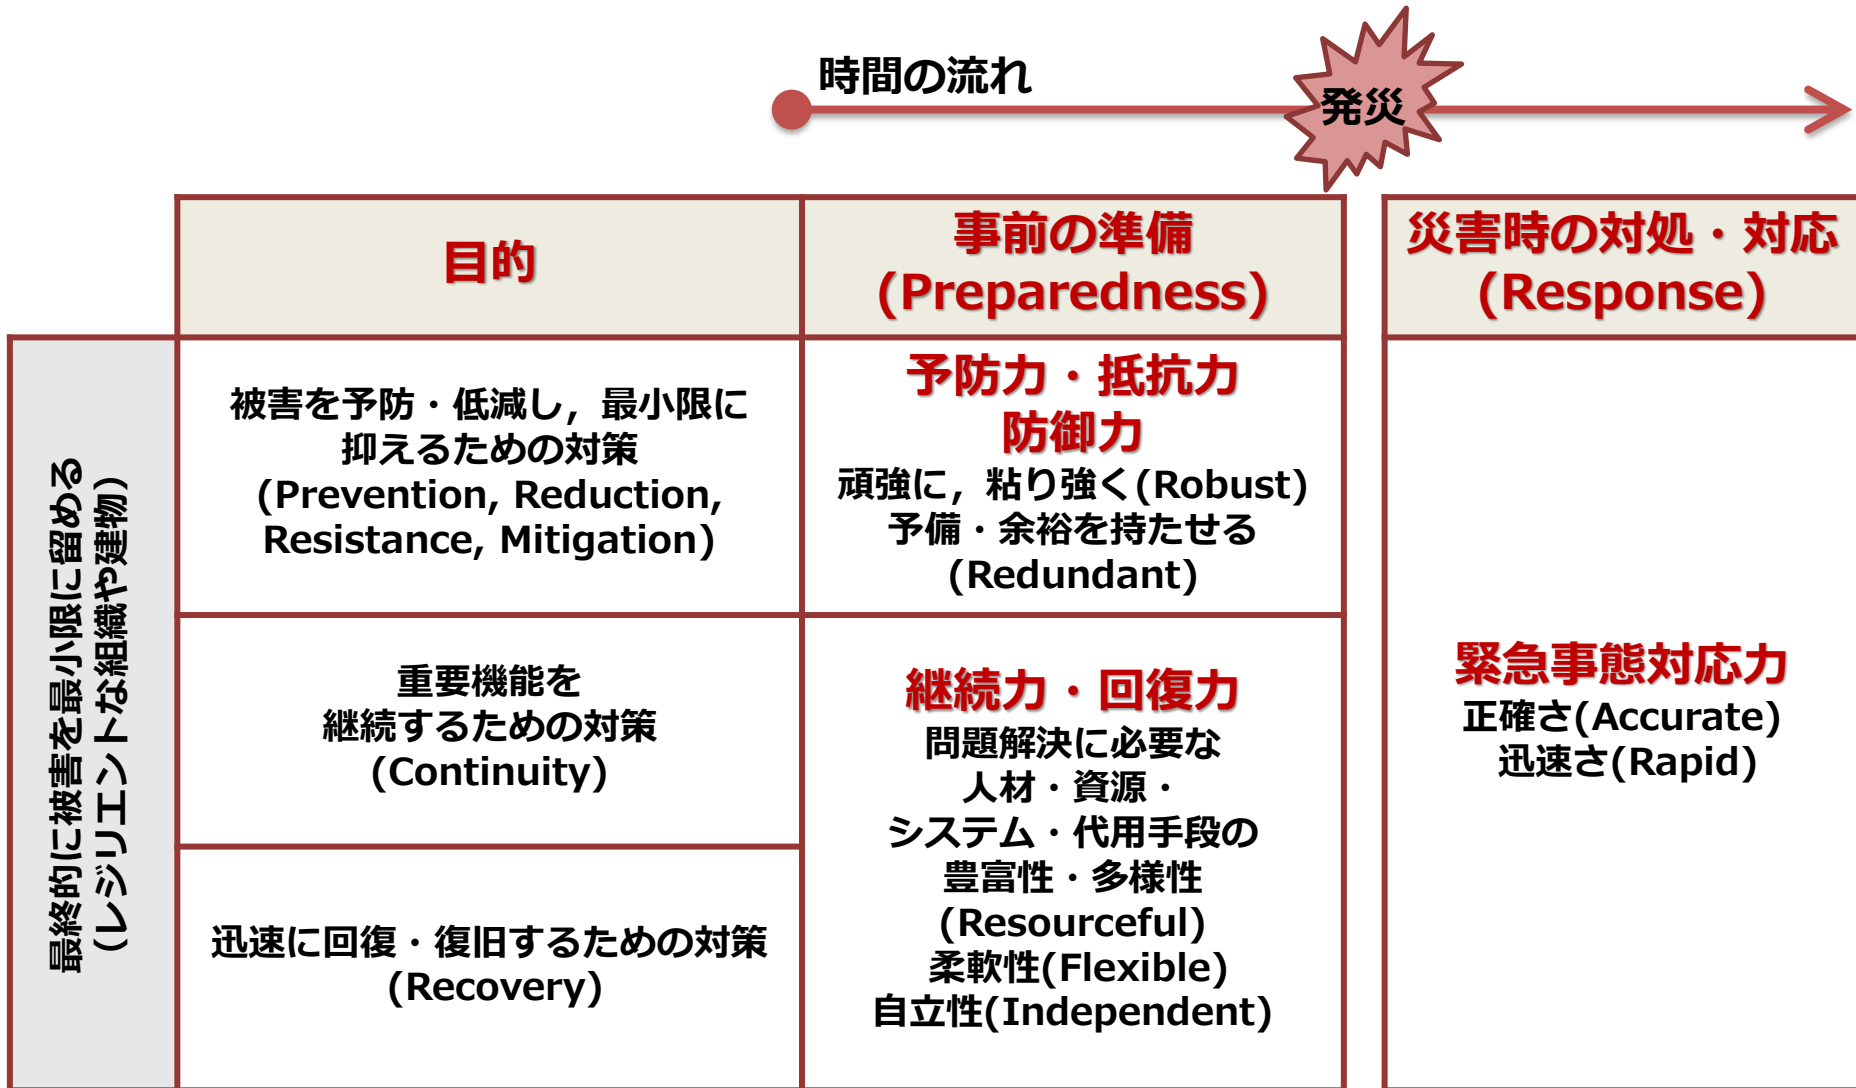 時間の流れ
発災
目的
事前の準備
(Preparedness)
災害時の対処・対応
(Response)
最終的に被害を最小限に留める
(レジリエントな組織や建物)
被害を予防・低減し，最小限に
抑えるための対策
(Prevention, Reduction,
Resistance, Mitigation)
予防力・抵抗力
防御力
頑強に，粘り強く(Robust)
予備・余裕を持たせる
(Redundant)
重要機能を
継続するための対策
(Continuity)
迅速に回復・復旧するための対策
(Recovery)
継続力・回復力
問題解決に必要な
人材・資源・
システム・代用手段の
豊富性・多様性
(Resourceful)
柔軟性(Flexible)
自立性(Independent)
緊急事態対応力
正確さ(Accurate)
迅速さ(Rapid)